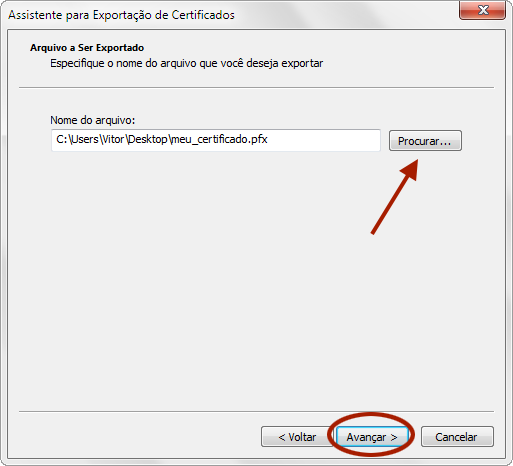 Assistente para Exportação de Certificados
Arquivo a Ser Exportado
Especifique o nome do arquivo que você deseja exportar
Nome do arquivo:
C:\Users\Vitor\Desktop\meu_certificado.pfx
Procurar...
< Voltar
Avançar >
Cancelar